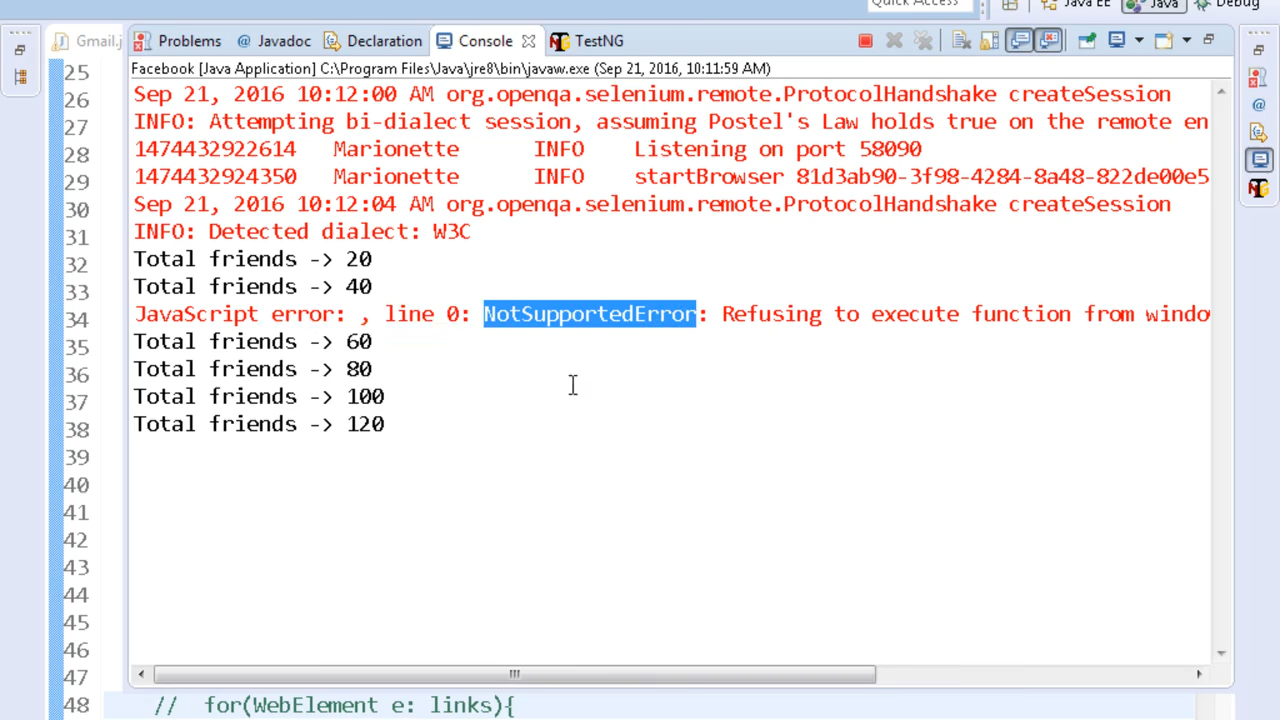 Quick Access
Java EE
Java
Debug
Gmail.j
Problems
@ Javadoc
Declaration
Console
TestNG
Facebook [Java Application] C:\Program Files\Java\jre8\bin\javaw.exe (Sep 21, 2016, 10:11:59 AM)
25
Sep 21, 2016 10:12:00 AM org.openqa.selenium.remote.ProtocolHandshake createSession
26
INFO: Attempting bi-dialect session, assuming Postel's Law holds true on the remote en
27
1474432922614 Marionette INFO Listening on port 58090
28
1474432924350 Marionette INFO startBrowser 81d3ab90-3f98-4284-8a48-822de00e5
29
Sep 21, 2016 10:12:04 AM org.openqa.selenium.remote.ProtocolHandshake createSession
30
INFO: Detected dialect: W3C
31
Total friends -> 20
32
Total friends -> 40
33
JavaScript error: , line 0: NotSupportedError: Refusing to execute function from windo
34
Total friends -> 60
35
Total friends -> 80
36
Total friends -> 100
37
Total friends -> 120
38
39
40
41
42
43
44
45
46
47
48 // for(WebElement e: links){